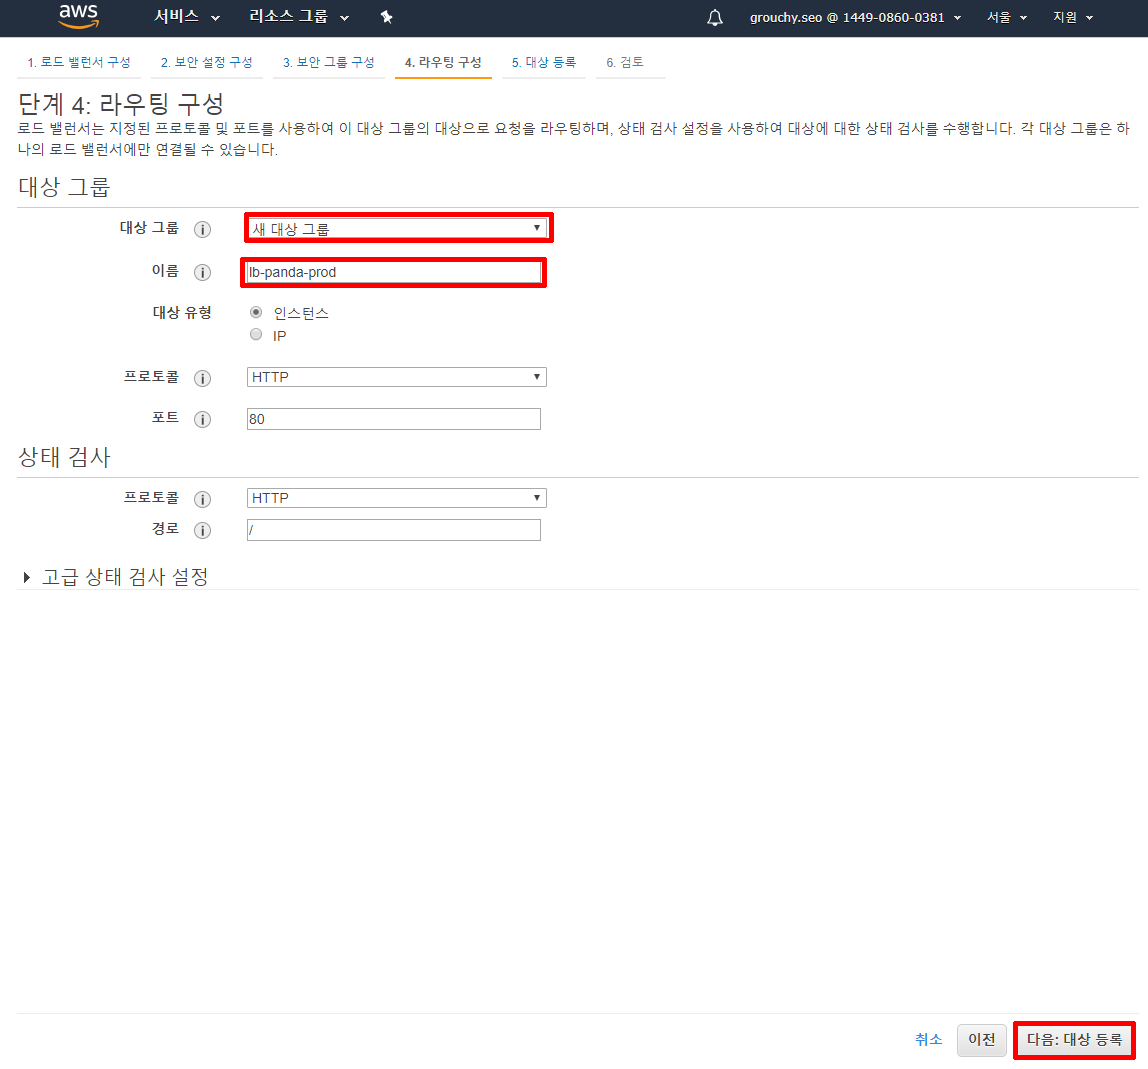 aws 서비스 리소스 그룹 grouchy.seo @ 1449-0860-0381 서울 지원
1. 로드 밸런서 구성 2. 보안 설정 구성 3. 보안 그룹 구성 4. 라우팅 구성 5. 대상 등록 6. 검토
단계 4: 라우팅 구성
로드 밸런서는 지정된 프로토콜 및 포트를 사용하여 이 대상 그룹의 대상으로 요청을 라우팅하며, 상태 검사 설정을 사용하여 대상에 대한 상태 검사를 수행합니다. 각 대상 그룹은 하
나의 로드 밸런서에만 연결될 수 있습니다.
대상 그룹
대상 그룹 i 새 대상 그룹
이름 i lb-panda-prod
대상 유형 인스턴스
IP
프로토콜 i HTTP
포트 i 80
상태 검사
프로토콜 i HTTP
경로 i /
고급 상태 검사 설정
취소 이전 다음: 대상 등록